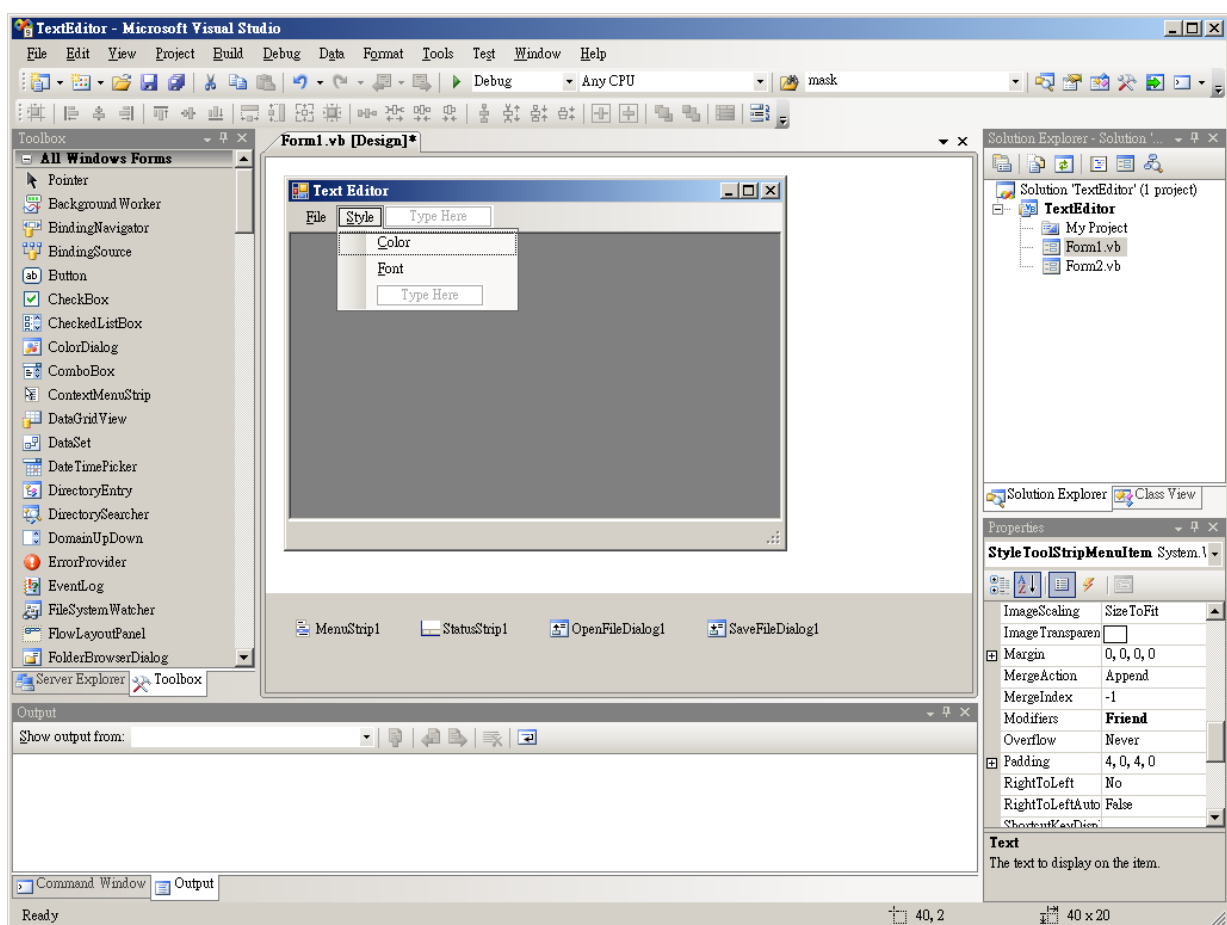 TextEditor - Microsoft Visual Studio
File Edit View Project Build Debug Data Format Tools Test Window Help
Debug Any CPU mask
Toolbox
All Windows Forms
Pointer
Background Worker
BindingNavigator
BindingSource
Button
CheckBox
CheckedListBox
ColorDialog
ComboBox
ContextMenuStrip
DataGridView
DataSet
DateTimePicker
DirectoryEntry
DirectorySearcher
DomainUpDown
ErrorProvider
EventLog
FileSystemWatcher
FlowLayoutPanel
FolderBrowserDialog
Server Explorer Toolbox
Form1.vb [Design]*
Text Editor
File Style Type Here
Color
Font
Type Here
MenuStrip1 StatusStrip1 OpenFileDialog1 SaveFileDialog1
Solution Explorer - Solution '...
Solution 'TextEditor' (1 project)
TextEditor
My Project
Form1.vb
Form2.vb
Solution Explorer Class View
Properties
StyleToolStripMenuItem System.
ImageScaling SizeToFit
ImageTransparen
Margin 0, 0, 0, 0
MergeAction Append
MergeIndex -1
Modifiers Friend
Overflow Never
Padding 4, 0, 4, 0
RightToLeft No
RightToLeftAuto False
ShortcutKeyDisp
Text
The text to display on the item.
Output
Show output from:
Command Window Output
Ready 40, 2 40 x 20